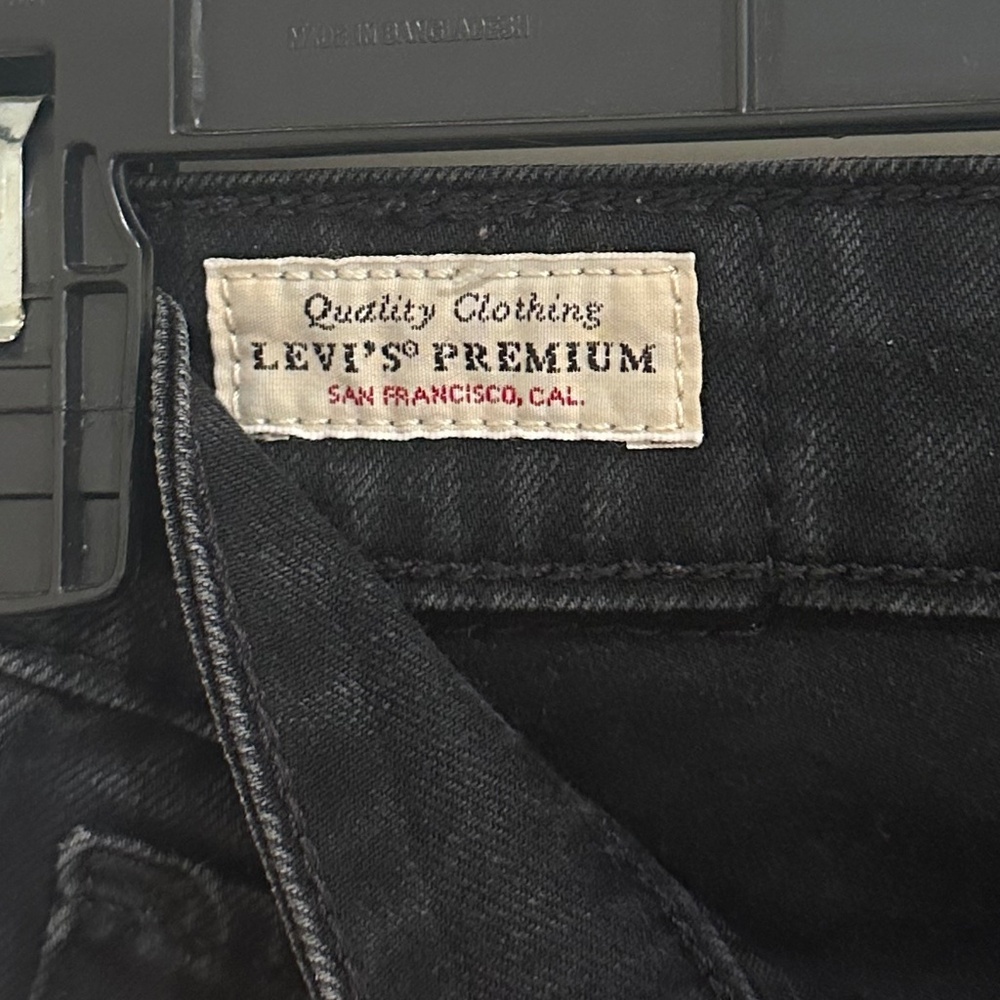 MADE IN BANGLADESH
Quality Clothing
LEVI'S® PREMIUM
SAN FRANCISCO, CAL.